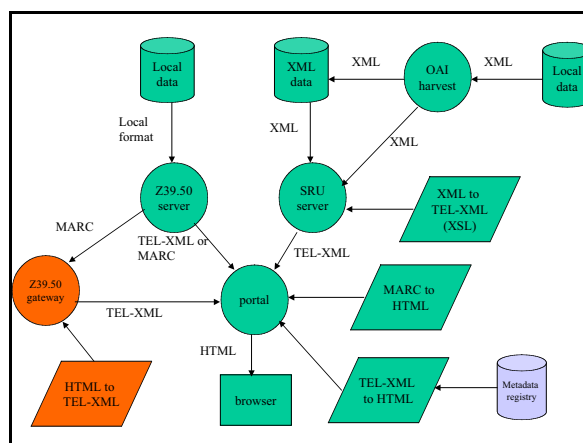 Local
data
XML
data
XML
OAI
harvest
XML
Local
data
Local
format
XML
XML
Z39.50
server
SRU
server
XML to
TEL-XML
(XSL)
MARC
TEL-XML or
MARC
TEL-XML
Z39.50
gateway
TEL-XML
portal
MARC to
HTML
HTML
HTML to
TEL-XML
browser
TEL-XML
to HTML
Metadata
registry